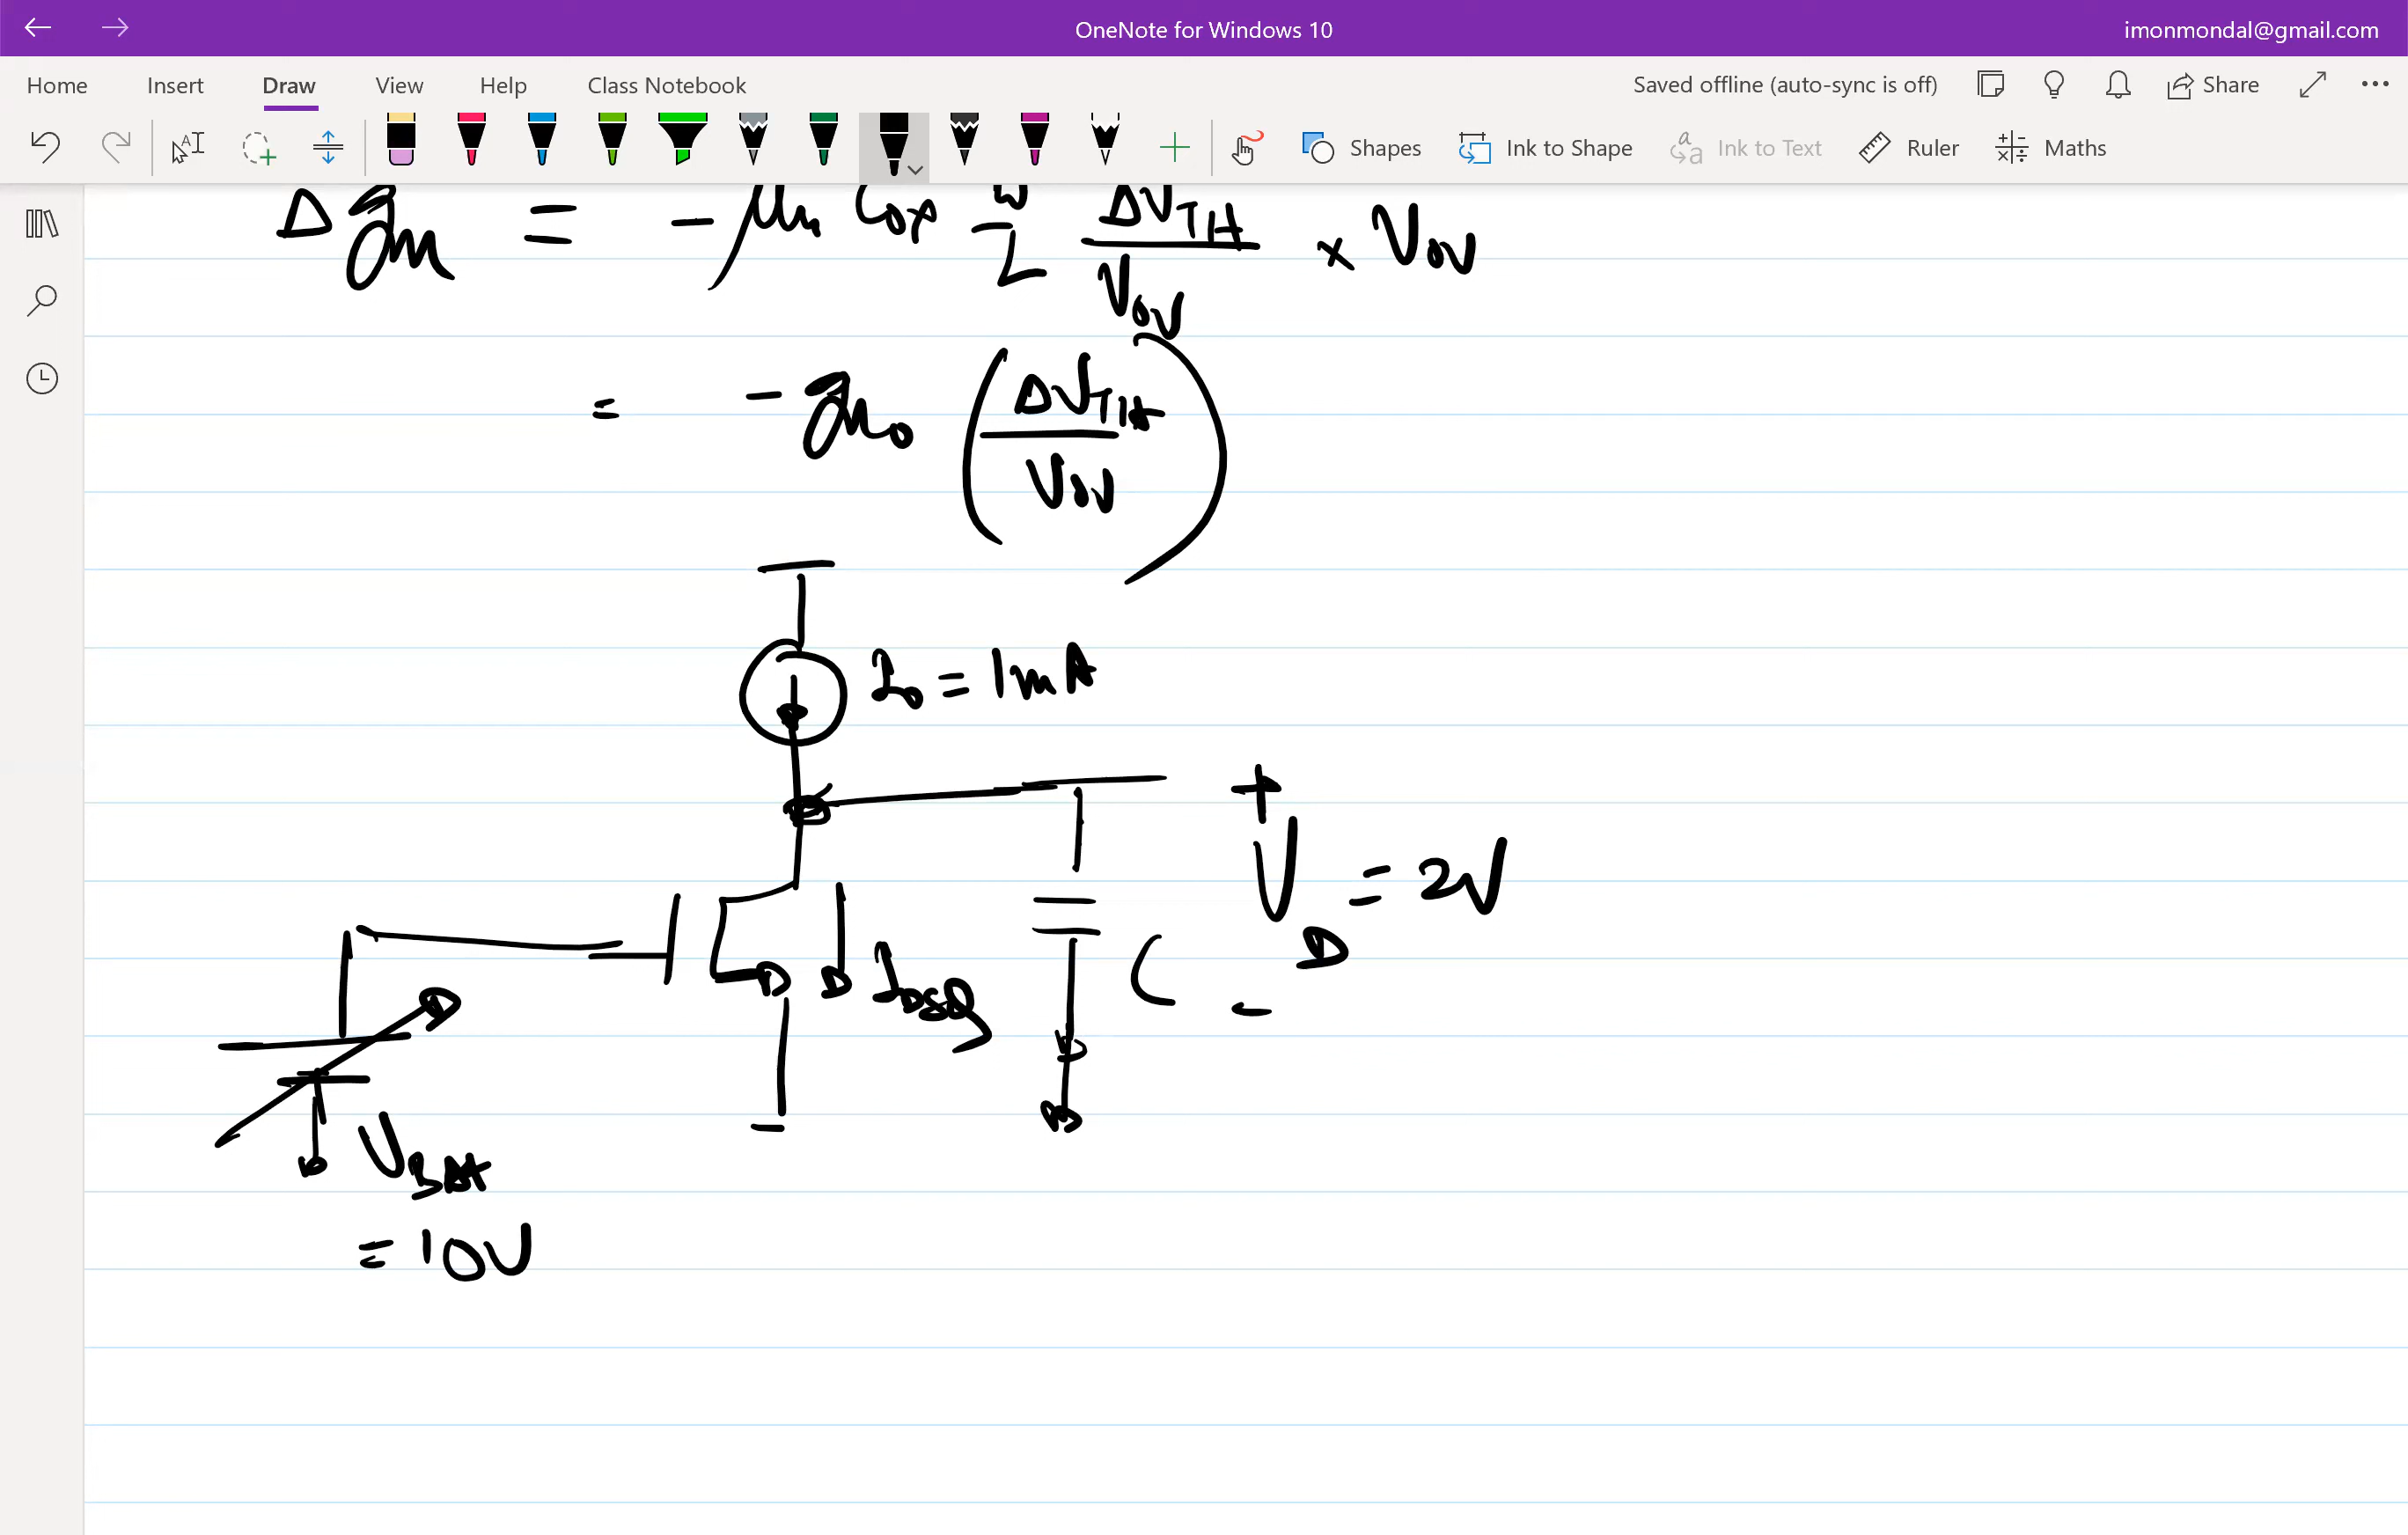 OneNote for Windows 10
imonmondal@gmail.com
Home Insert Draw View Help Class Notebook
Saved offline (auto-sync is off) Share
Shapes Ink to Shape Ink to Text Ruler Maths
Δgm = -μn Cox W/L ΔVTH/VOV × VOV
= -gm0 (ΔVTH/VOV)
I0 = 1mA
+
VD = 2V
IDSQ
C -
VBAT
= 10V